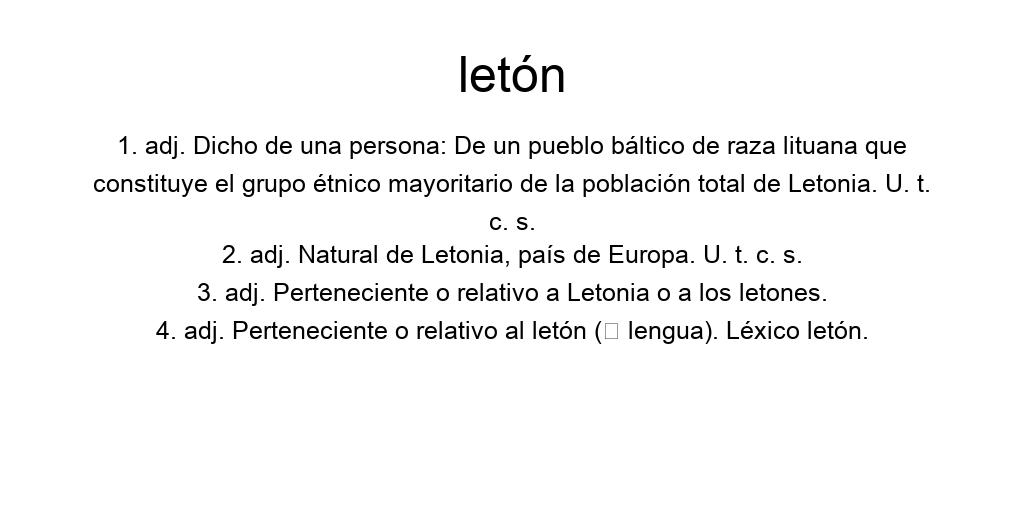 letón
1. adj. Dicho de una persona: De un pueblo báltico de raza lituana que
constituye el grupo étnico mayoritario de la población total de Letonia. U. t.
c. s.
2. adj. Natural de Letonia, país de Europa. U. t. c. s.
3. adj. Perteneciente o relativo a Letonia o a los letones.
4. adj. Perteneciente o relativo al letón (□ lengua). Léxico letón.